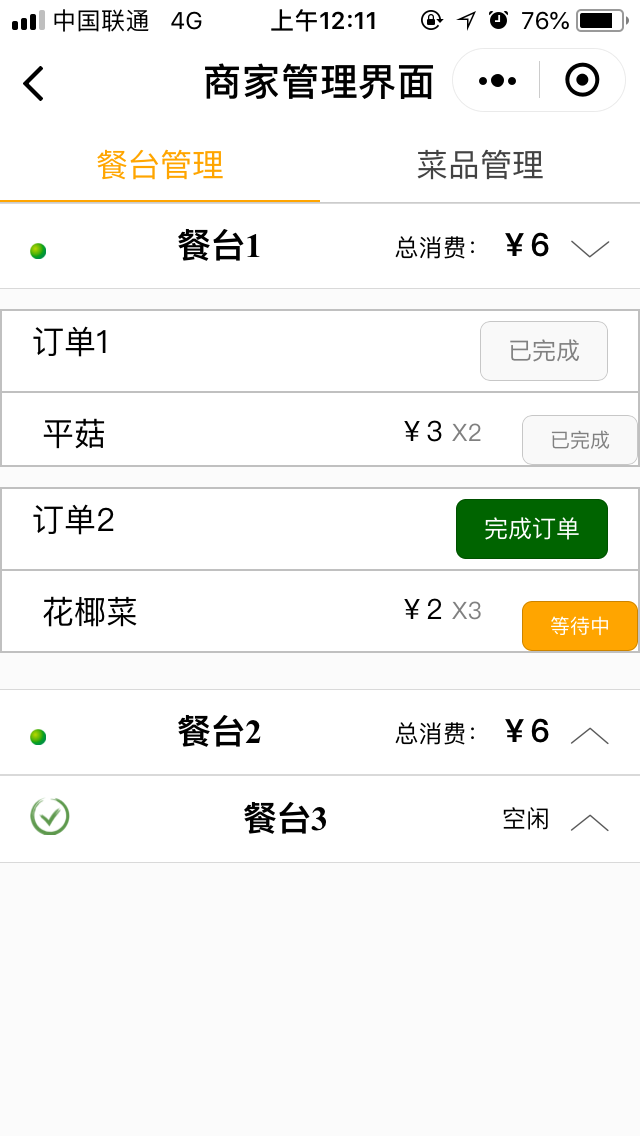 中国联通 4G 上午12:11 76%
商家管理界面
餐台管理 菜品管理
餐台1 总消费： ￥6
订单1 已完成
平菇 ￥3 X2 已完成
订单2 完成订单
花椰菜 ￥2 X3 等待中
餐台2 总消费： ￥6
餐台3 空闲